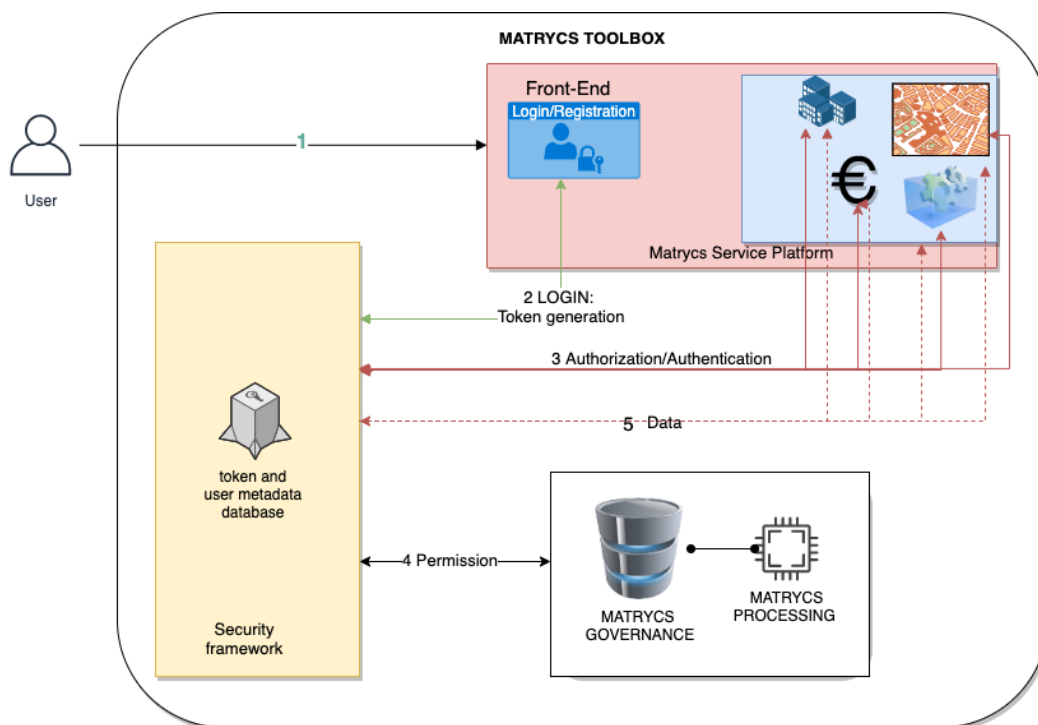 MATRYCS TOOLBOX
Front-End
Login/Registration
1
User
€
Matrycs Service Platform
2 LOGIN:
Token generation
3 Authorization/Authentication
5 Data
token and
user metadata
database
4 Permission
MATRYCS
GOVERNANCE
MATRYCS
PROCESSING
Security
framework